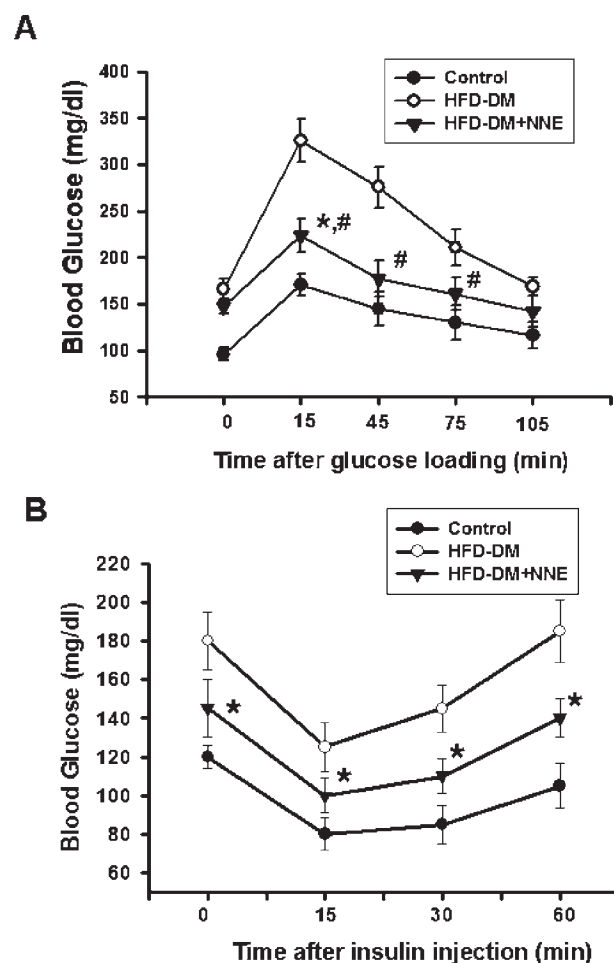 A
Control
HFD-DM
HFD-DM+NNE
400
350
300
250
200
150
100
50
Blood Glucose (mg/dl)
*,#
#
#
0 15 45 75 105
Time after glucose loading (min)
B
Control
HFD-DM
HFD-DM+NNE
220
200
180
160
140
120
100
80
60
Blood Glucose (mg/dl)
*
*
*
*
0 15 30 60
Time after insulin injection (min)